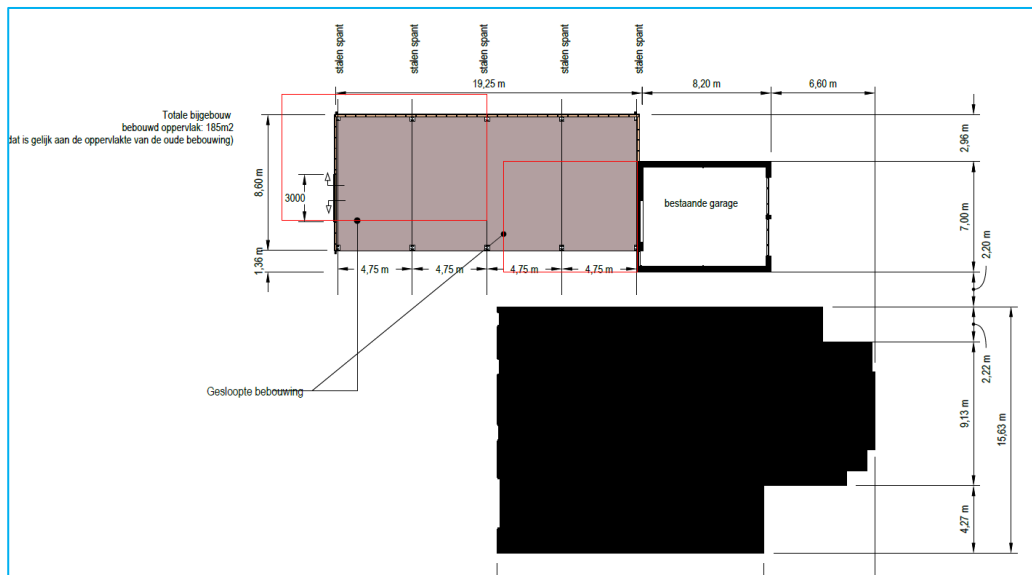 stalen spant
stalen spant
stalen spant
stalen spant
stalen spant
19,25 m
8,20 m
6,60 m
Totale bijgebouw
bebouwd oppervlak: 185m2
dat is gelijk aan de oppervlakte van de oude bebouwing)
2,96 m
8,60 m
3000
bestaande garage
7,00 m
2,20 m
1,36 m
4,75 m
4,75 m
4,75 m
4,75 m
2,22 m
Gesloopte bebouwing
9,13 m
15,63 m
4,27 m